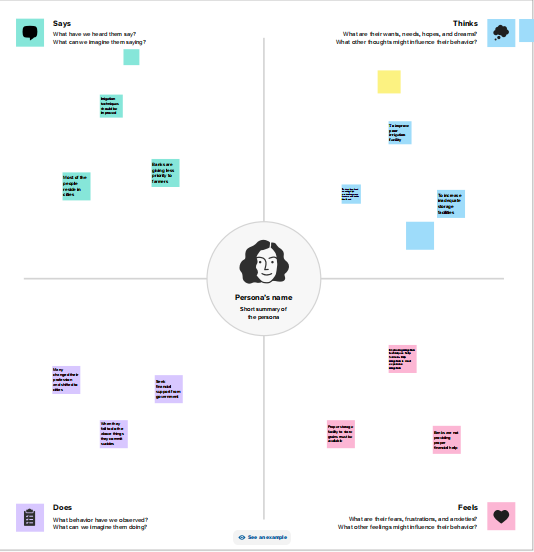 Says
What have we heard them say?
What can we imagine them saying?
Thinks
What are their wants, needs, hopes, and dreams?
What other thoughts might influence their behavior?
Irrigation
techniques
should be
improved
Most of the
people
reside in
cities
Banks are
giving less
priority to
farmers
To improve
poor
irrigation
facility
To increase
inadequate
storage
facilities
Persona's name
Short summary of
the persona
Many
changed their
profession
and shifted to
cities
Seek
financial
support from
government
When they
fail to do the
above things
they commit
suicides
Proper storage
facility to store
grains must be
available
Banks are not
providing
proper
financial help
Does
What behavior have we observed?
What can we imagine them doing?
Feels
What are their fears, frustrations, and anxieties?
What other feelings might influence their behavior?
See an example